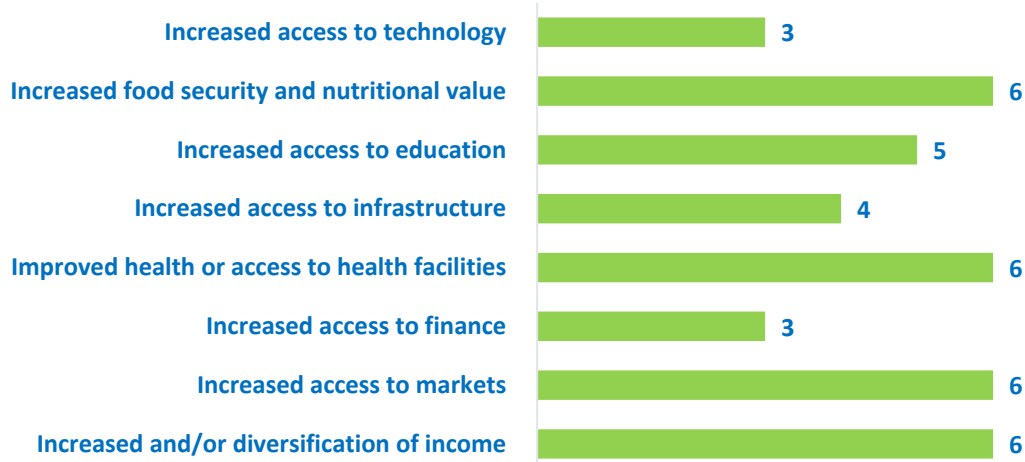 Increased access to technology 3
Increased food security and nutritional value 6
Increased access to education 5
Increased access to infrastructure 4
Improved health or access to health facilities 6
Increased access to finance 3
Increased access to markets 6
Increased and/or diversification of income 6